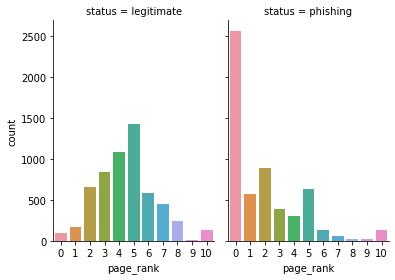 status = legitimate
status = phishing
2500
2000
1500
1000
500
0
count
0 1 2 3 4 5 6 7 8 9 10
0 1 2 3 4 5 6 7 8 9 10
page_rank
page_rank